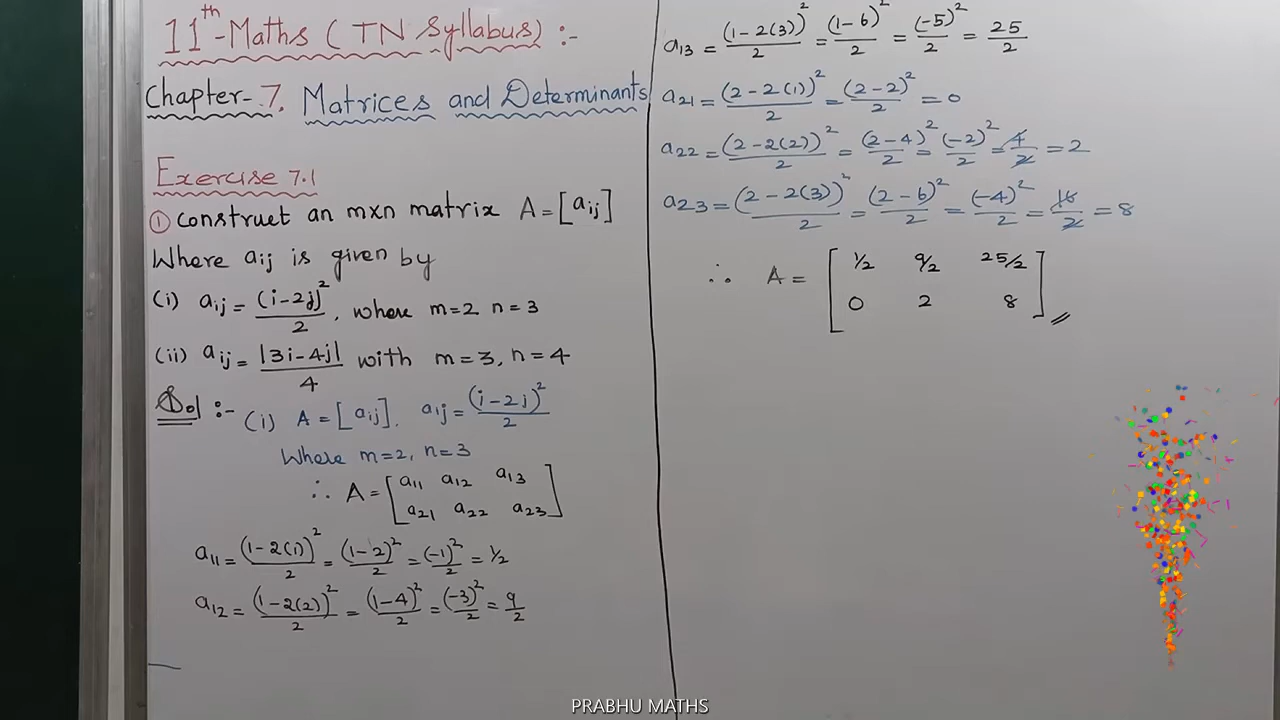 11th-Maths (TN Syllabus) :-
Chapter-7. Matrices and Determinants
Exercise 7.1
① Construct an mxn matrix A = [aij]
Where aij is given by
(i) aij = (i-2j)²/2, where m=2 n=3
(ii) aij = |3i-4j|/4 with m=3, n=4
Sol :- (i) A = [aij], aij = (i-2j)²/2
Where m=2, n=3
∴ A = [a11 a12 a13
a21 a22 a23]
a11 = (1-2(1))²/2 = (1-2)²/2 = (-1)²/2 = 1/2
a12 = (1-2(2))²/2 = (1-4)²/2 = (-3)²/2 = 9/2
a13 = (1-2(3))²/2 = (1-6)²/2 = (-5)²/2 = 25/2
a21 = (2-2(1))²/2 = (2-2)²/2 = 0
a22 = (2-2(2))²/2 = (2-4)²/2 = (-2)²/2 = 4/2 = 2
a23 = (2-2(3))²/2 = (2-6)²/2 = (-4)²/2 = 16/2 = 8
∴ A = [1/2 9/2 25/2
0 2 8]
PRABHU MATHS